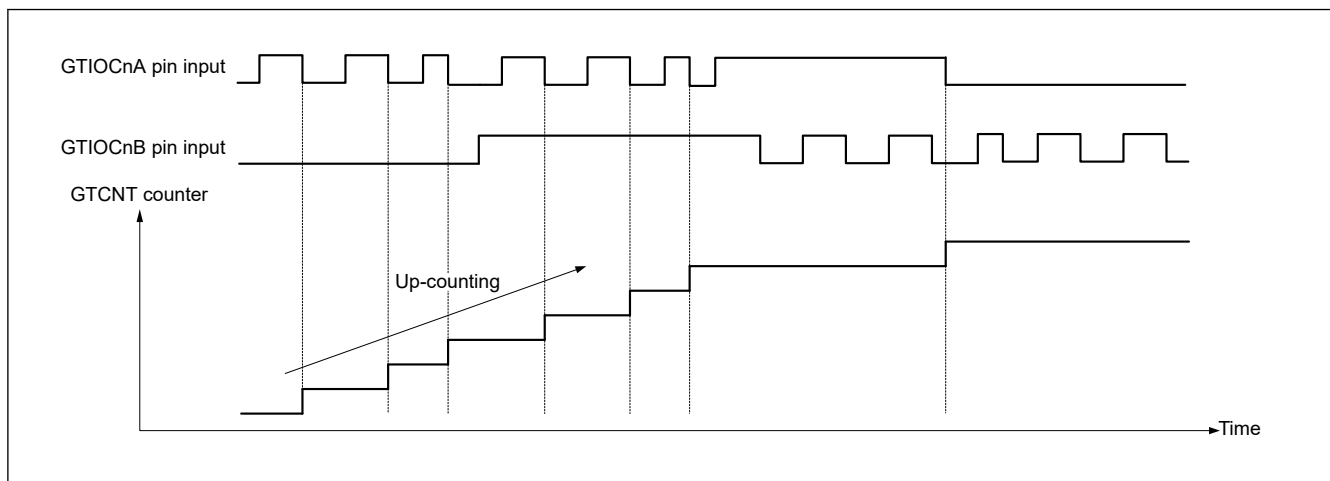 GTIOCnA pin input
GTIOCnB pin input
GTCNT counter
Up-counting
Time